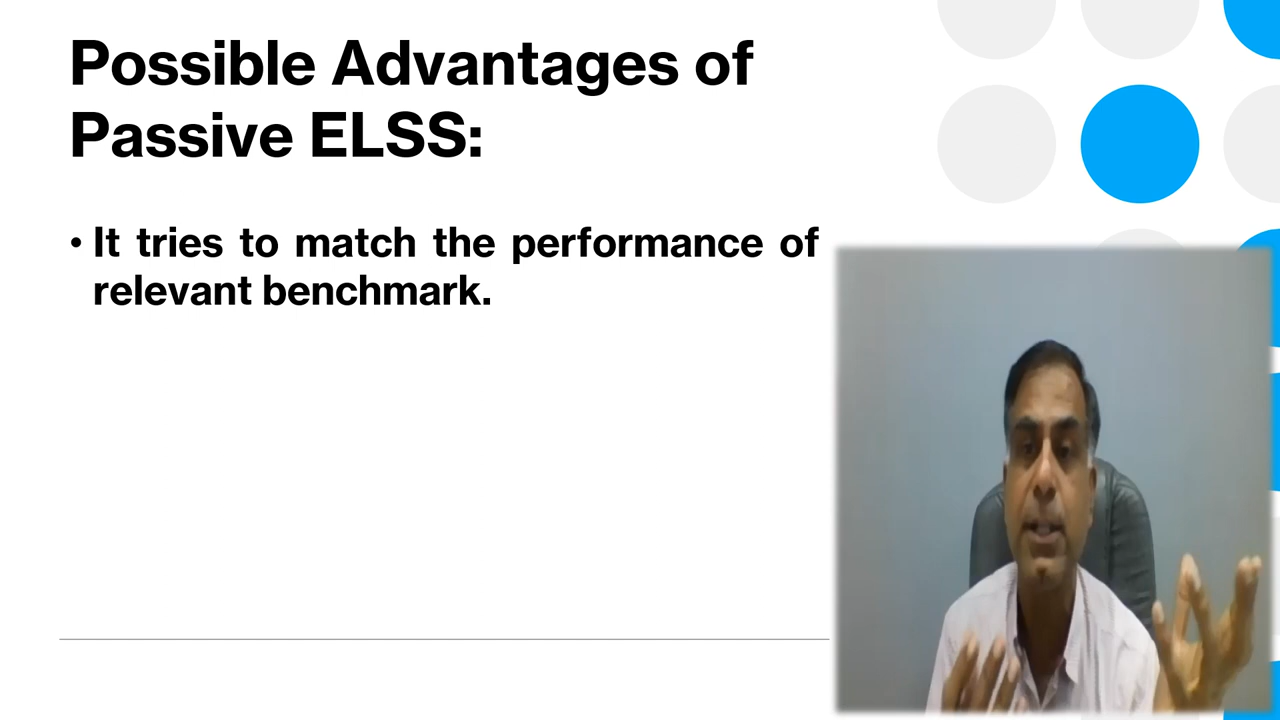 Possible Advantages of
Passive ELSS:
• It tries to match the performance of
relevant benchmark.